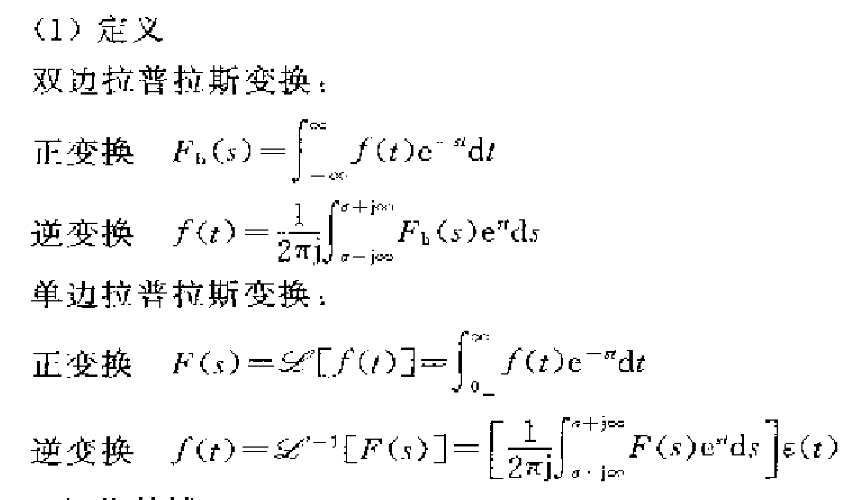 (1) 定义
双边拉普拉斯变换:
正变换 F_b(s)=∫_{-∞}^{∞} f(t)e^{-st}dt
逆变换 f(t)=\frac{1}{2πj}∫_{σ-j∞}^{σ+j∞} F_b(s)e^{st}ds
单边拉普拉斯变换:
正变换 F(s)=ℒ[f(t)]=∫_{0_-}^{∞} f(t)e^{-st}dt
逆变换 f(t)=ℒ^{-1}[F(s)]=[\frac{1}{2πj}∫_{σ-j∞}^{σ+j∞} F(s)e^{st}ds]ε(t)